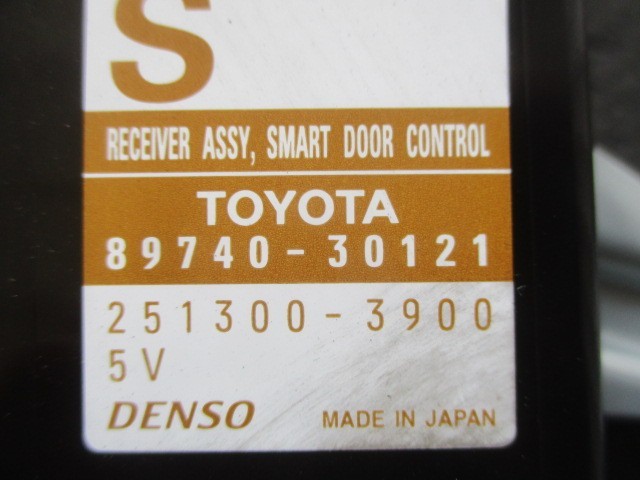 S
RECEIVER ASSY, SMART DOOR CONTROL
TOYOTA
89740-30121
251300-3900
5V
DENSO MADE IN JAPAN